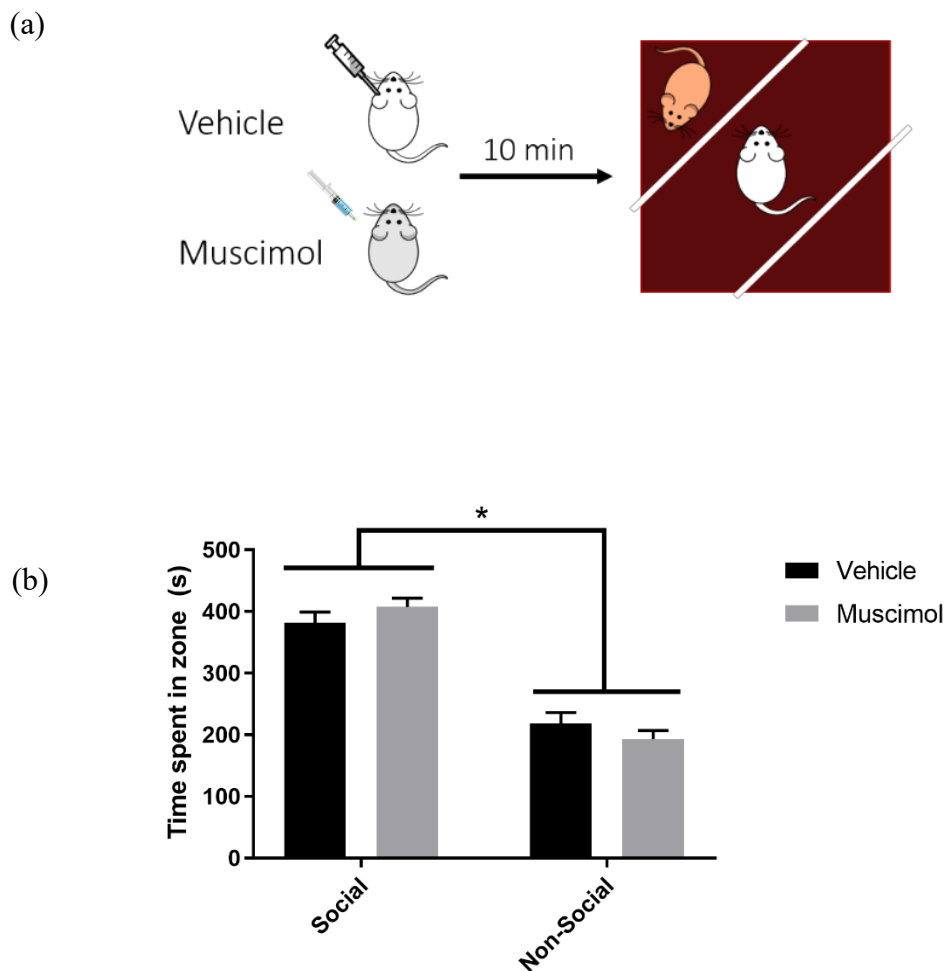 (a)
Vehicle
10 min
Muscimol
(b)
*
Time spent in zone (s)
500
400
300
200
100
0
Social
Non-Social
Vehicle
Muscimol